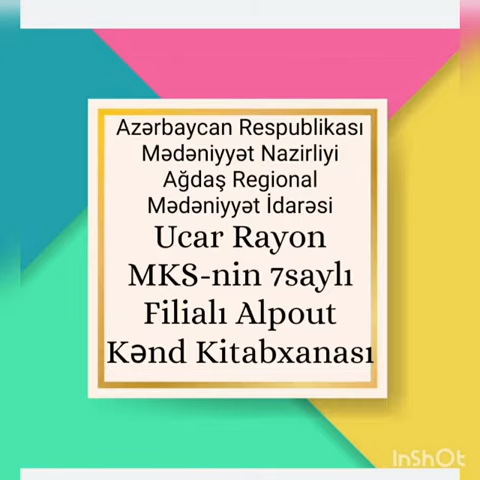 Azərbaycan Respublikası
Mədəniyyət Nazirliyi
Ağdaş Regional
Mədəniyyət İdarəsi
Ucar Rayon
MKS-nin 7saylı
Filialı Alpout
Kənd Kitabxanası
InShOt